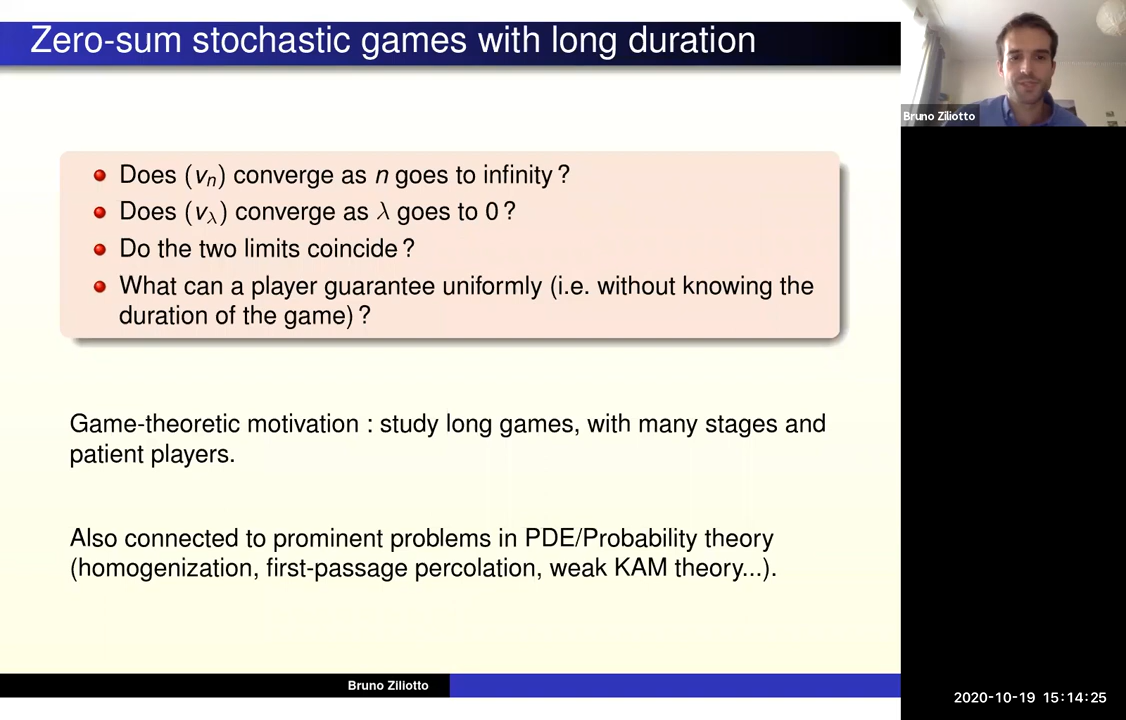 Zero-sum stochastic games with long duration
Bruno Ziliotto
Does (vₙ) converge as n goes to infinity ?
Does (v_λ) converge as λ goes to 0 ?
Do the two limits coincide ?
What can a player guarantee uniformly (i.e. without knowing the
duration of the game) ?
Game-theoretic motivation : study long games, with many stages and
patient players.
Also connected to prominent problems in PDE/Probability theory
(homogenization, first-passage percolation, weak KAM theory...).
Bruno Ziliotto
2020-10-19 15:14:25